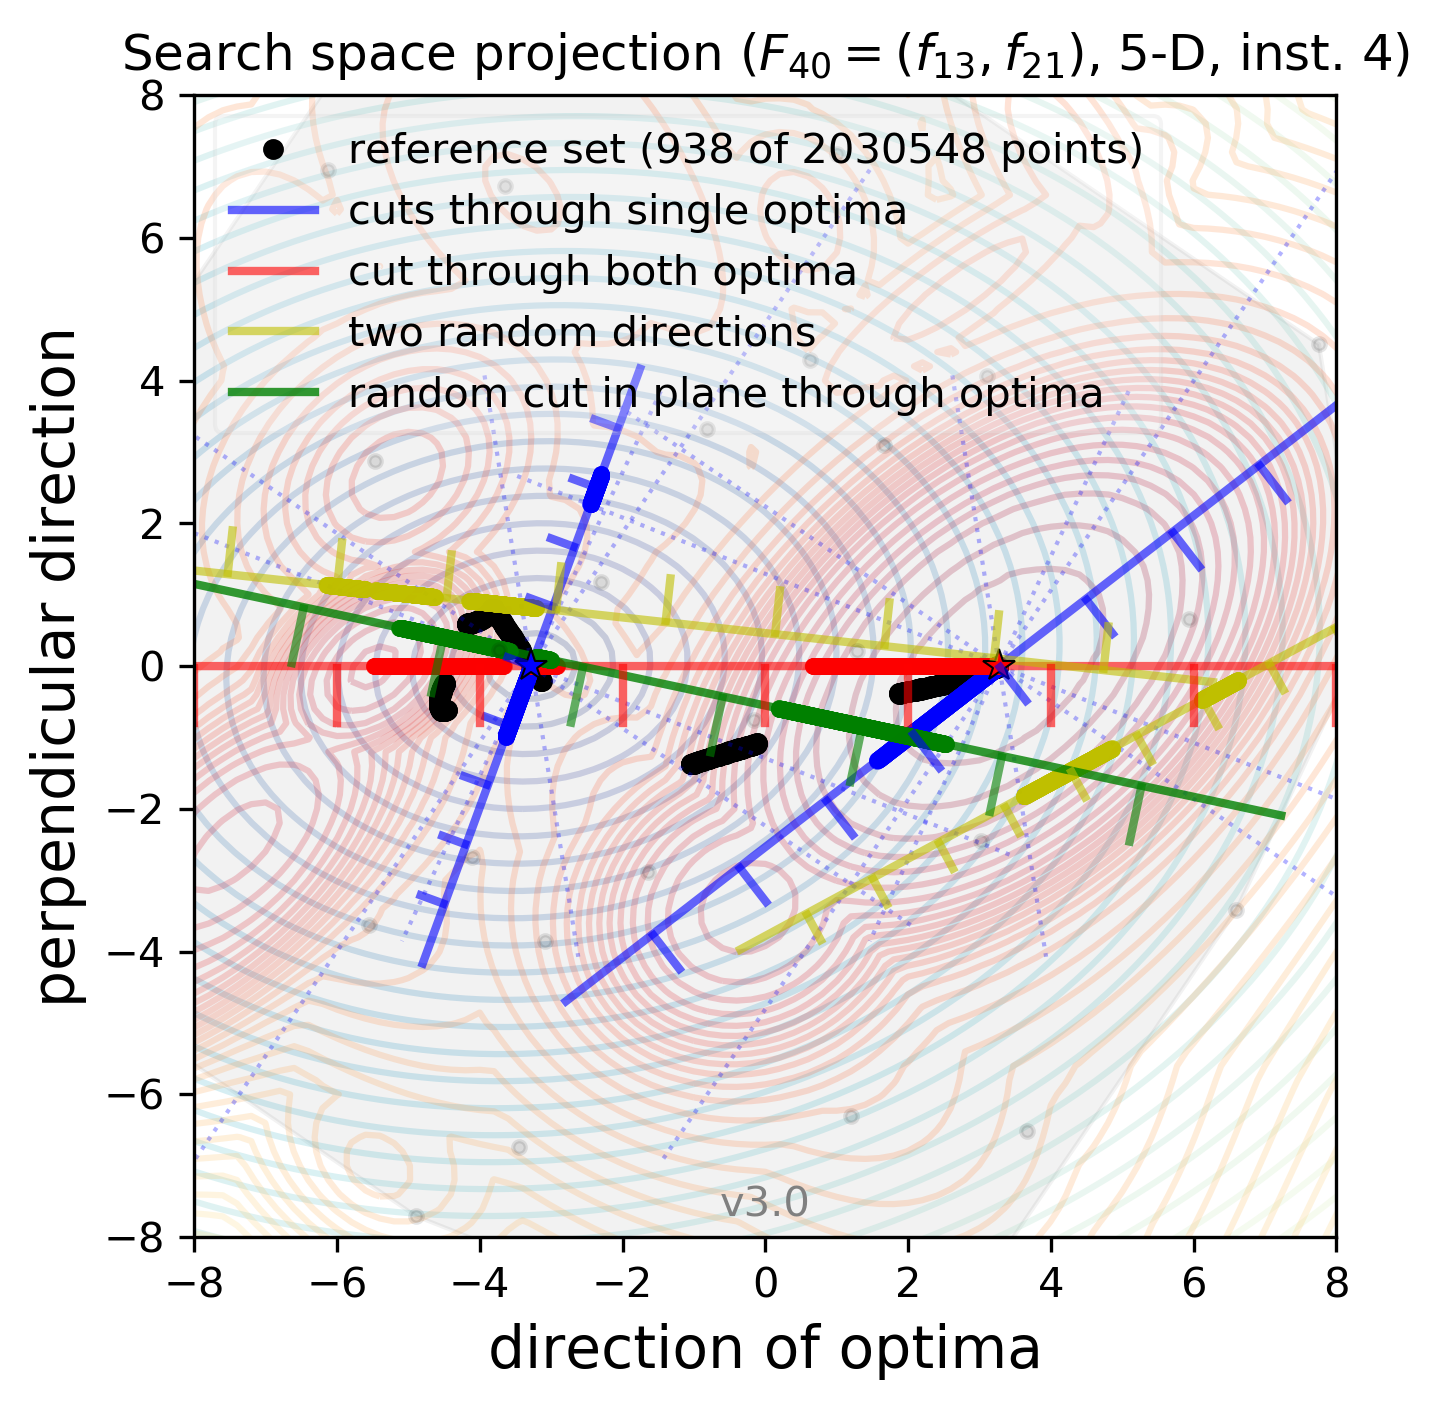 Search space projection (F₄₀ = (f₁₃, f₂₁), 5-D, inst. 4)
reference set (938 of 2030548 points)
cuts through single optima
cut through both optima
two random directions
random cut in plane through optima
perpendicular direction
8
6
4
2
0
−2
−4
−6
−8
v3.0
−8 −6 −4 −2 0 2 4 6 8
direction of optima